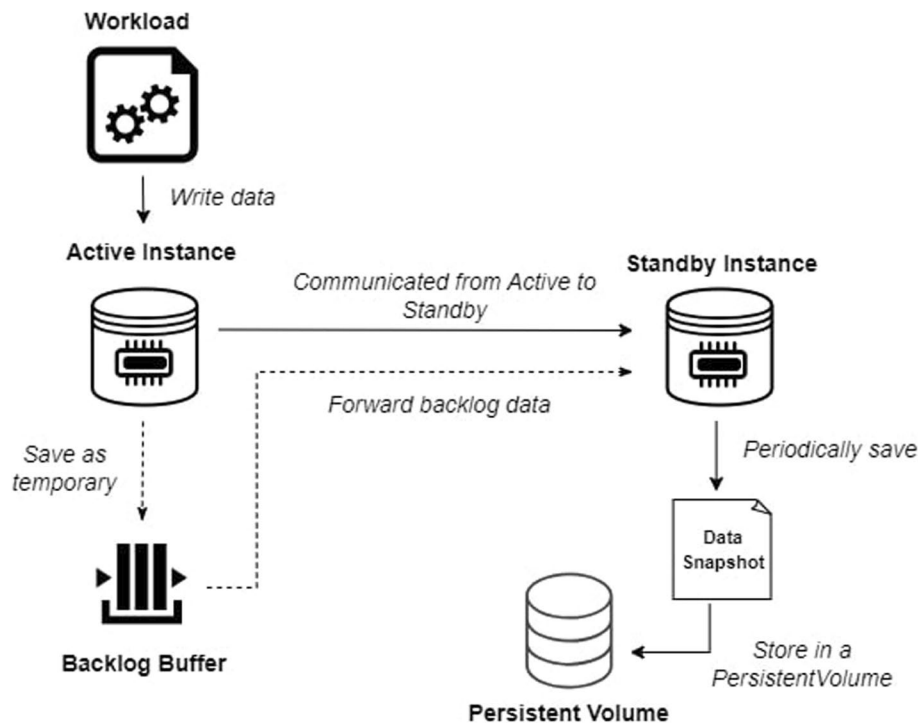 Workload
Write data
Active Instance
Communicated from Active to
Standby
Standby Instance
Forward backlog data
Save as
temporary
Periodically save
Data
Snapshot
Backlog Buffer
Store in a
PersistentVolume
Persistent Volume